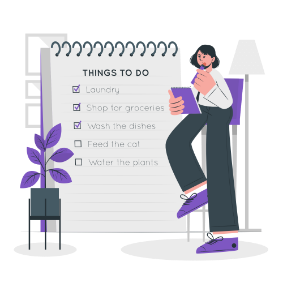 THINGS TO DO
Laundry
Shop for groceries
Wash the dishes
Feed the cat
Water the plants